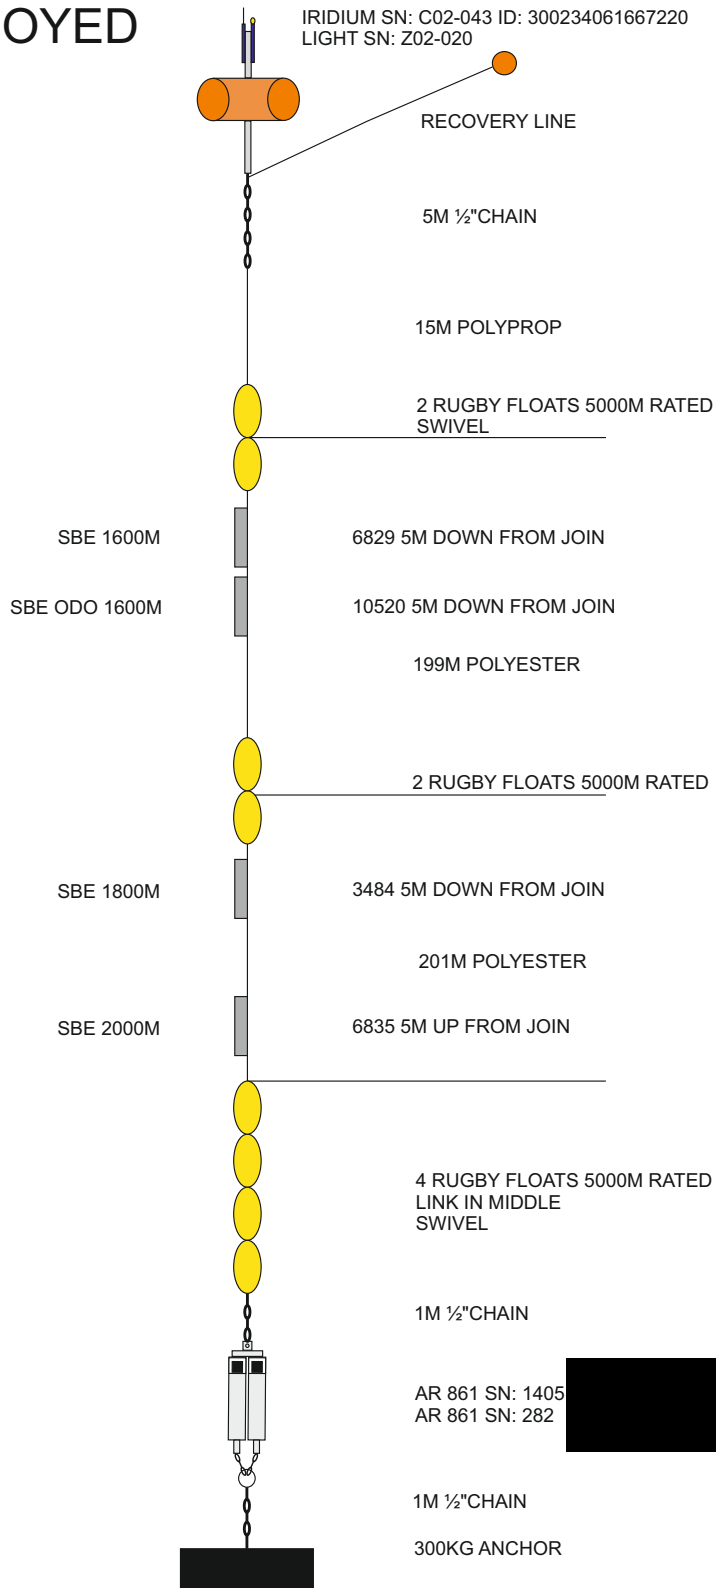 OYED
IRIDIUM SN: C02-043 ID: 300234061667220
LIGHT SN: Z02-020
RECOVERY LINE
5M ½"CHAIN
15M POLYPROP
2 RUGBY FLOATS 5000M RATED
SWIVEL
SBE 1600M
6829 5M DOWN FROM JOIN
SBE ODO 1600M
10520 5M DOWN FROM JOIN
199M POLYESTER
2 RUGBY FLOATS 5000M RATED
SBE 1800M
3484 5M DOWN FROM JOIN
201M POLYESTER
SBE 2000M
6835 5M UP FROM JOIN
4 RUGBY FLOATS 5000M RATED
LINK IN MIDDLE
SWIVEL
1M ½"CHAIN
AR 861 SN: 1405
AR 861 SN: 282
1M ½"CHAIN
300KG ANCHOR